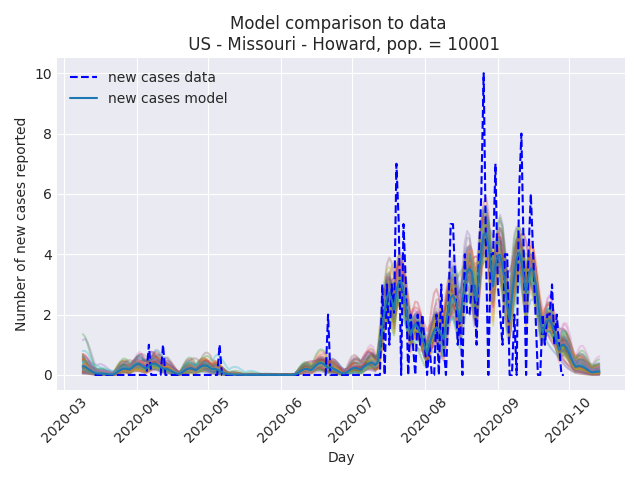 Model comparison to data
US - Missouri - Howard, pop. = 10001
new cases data
new cases model
Number of new cases reported
10
8
6
4
2
0
2020-03
2020-04
2020-05
2020-06
2020-07
2020-08
2020-09
2020-10
Day